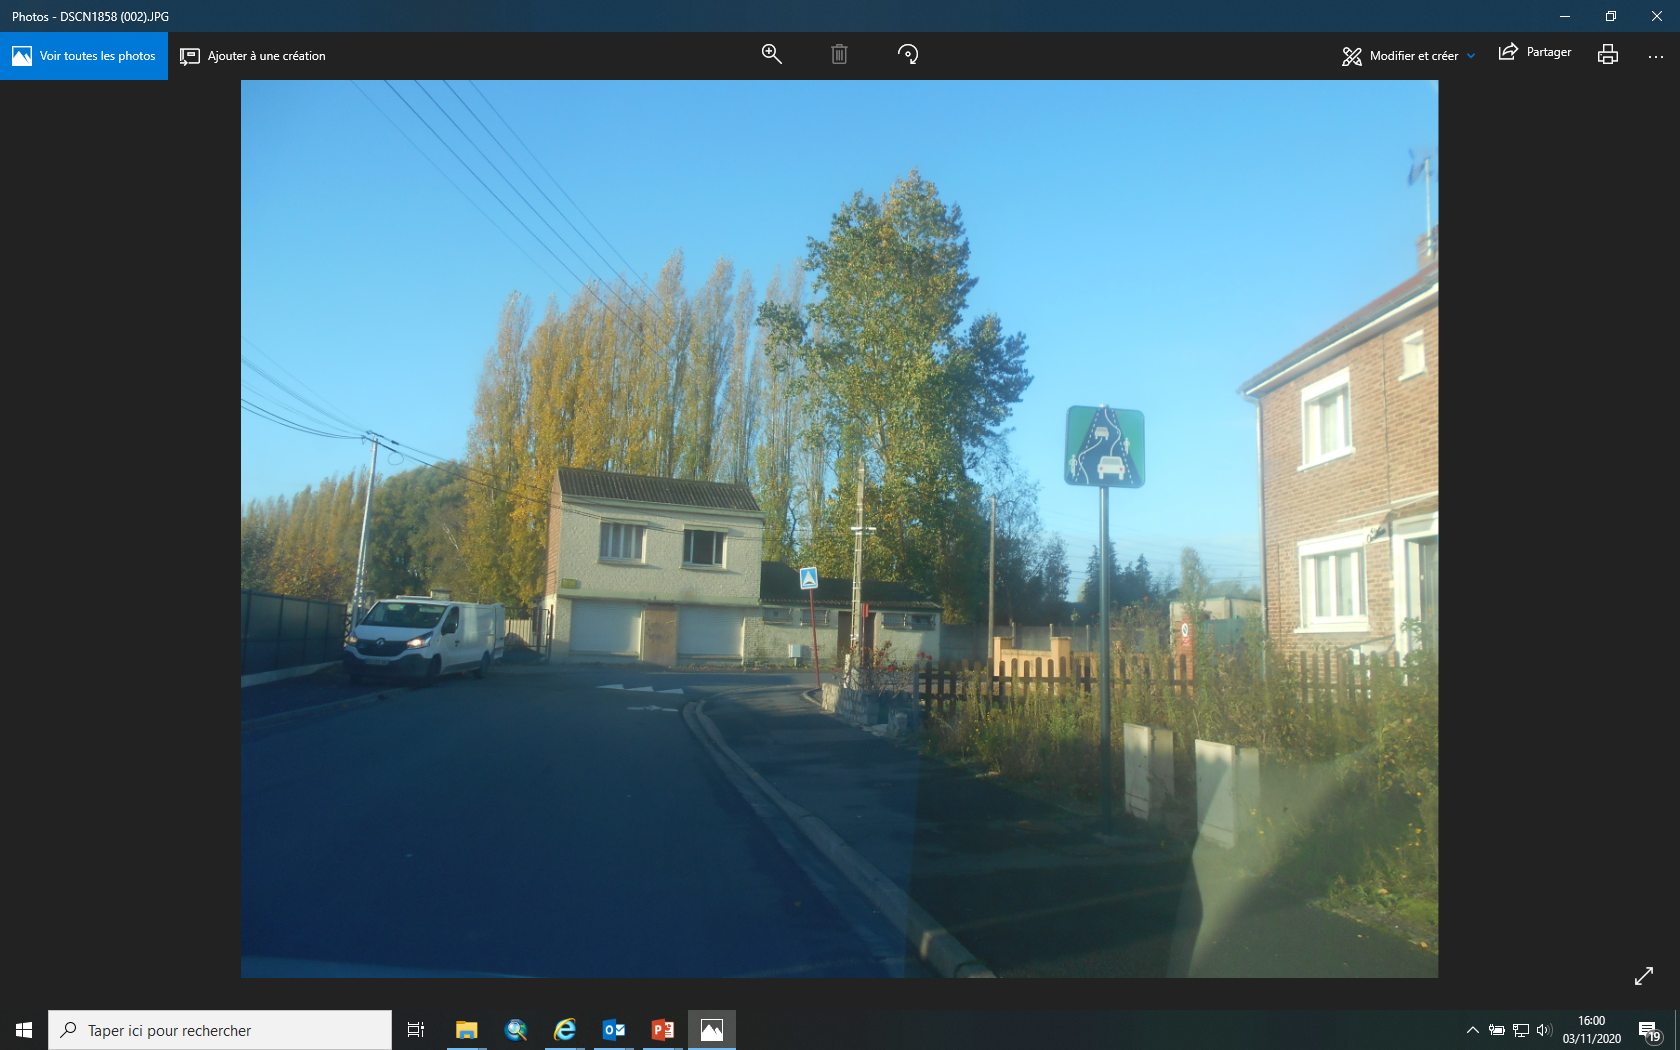 Photos - DSCN1858 (002).JPG
Voir toutes les photos
Ajouter à une création
Modifier et créer
Partager
Taper ici pour rechercher
16:00
03/11/2020
19